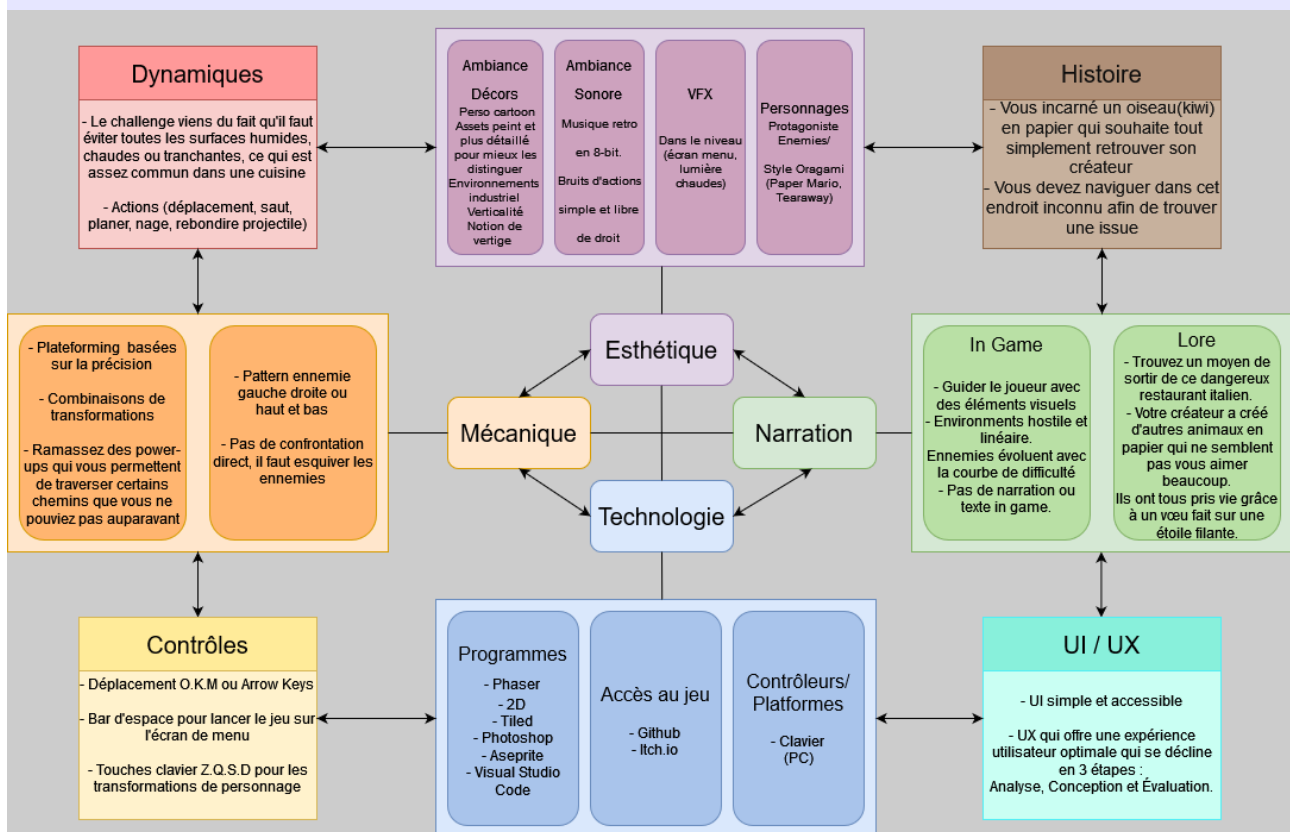 Dynamiques
- Le challenge viens du fait qu'il faut
éviter toutes les surfaces humides,
chaudes ou tranchantes, ce qui est
assez commun dans une cuisine
- Actions (déplacement, saut,
planer, nage, rebondire projectile)
Ambiance
Décors
Perso cartoon
Assets peint et
plus détaillé
pour mieux les
distinguer
Environnements
industriel
Verticalité
Notion de
vertige
Ambiance
Sonore
Musique retro
en 8-bit.
Bruits d'actions
simple et libre
de droit
VFX
Dans le niveau
(écran menu,
lumière
chaudes)
Personnages
Protagoniste
Enemies/
Style Oragami
(Paper Mario,
Tearaway)
Histoire
- Vous incarné un oiseau(kiwi)
en papier qui souhaite tout
simplement retrouver son
créateur
- Vous devez naviguer dans cet
endroit inconnu afin de trouver
une issue
- Plateforming basées
sur la précision
- Combinaisons de
transformations
- Ramassez des power-
ups qui vous permettent
de traverser certains
chemins que vous ne
pouviez pas auparavant
- Pattern ennemie
gauche droite ou
haut et bas
- Pas de confrontation
direct, il faut esquiver les
ennemies
Esthétique
Mécanique
Narration
Technologie
In Game
- Guider le joueur avec
des éléments visuels
- Environments hostile et
linéaire.
Ennemies évoluent avec
la courbe de difficulté
- Pas de narration ou
texte in game.
Lore
- Trouvez un moyen de
sortir de ce dangereux
restaurant italien.
- Votre créateur a créé
d'autres animaux en
papier qui ne semblent
pas vous aimer
beaucoup.
Ils ont tous pris vie grâce
à un vœu fait sur une
étoile filante.
Contrôles
- Déplacement O.K.M ou Arrow Keys
- Bar d'espace pour lancer le jeu sur
l'écran de menu
- Touches clavier Z.Q.S.D pour les
transformations de personnage
Programmes
- Phaser
- 2D
- Tiled
- Photoshop
- Aseprite
- Visual Studio
Code
Accès au jeu
- Github
- Itch.io
Contrôleurs/
Platformes
- Clavier
(PC)
UI / UX
- UI simple et accessible
- UX qui offre une expérience
utilisateur optimale qui se décline
en 3 étapes :
Analyse, Conception et Évaluation.